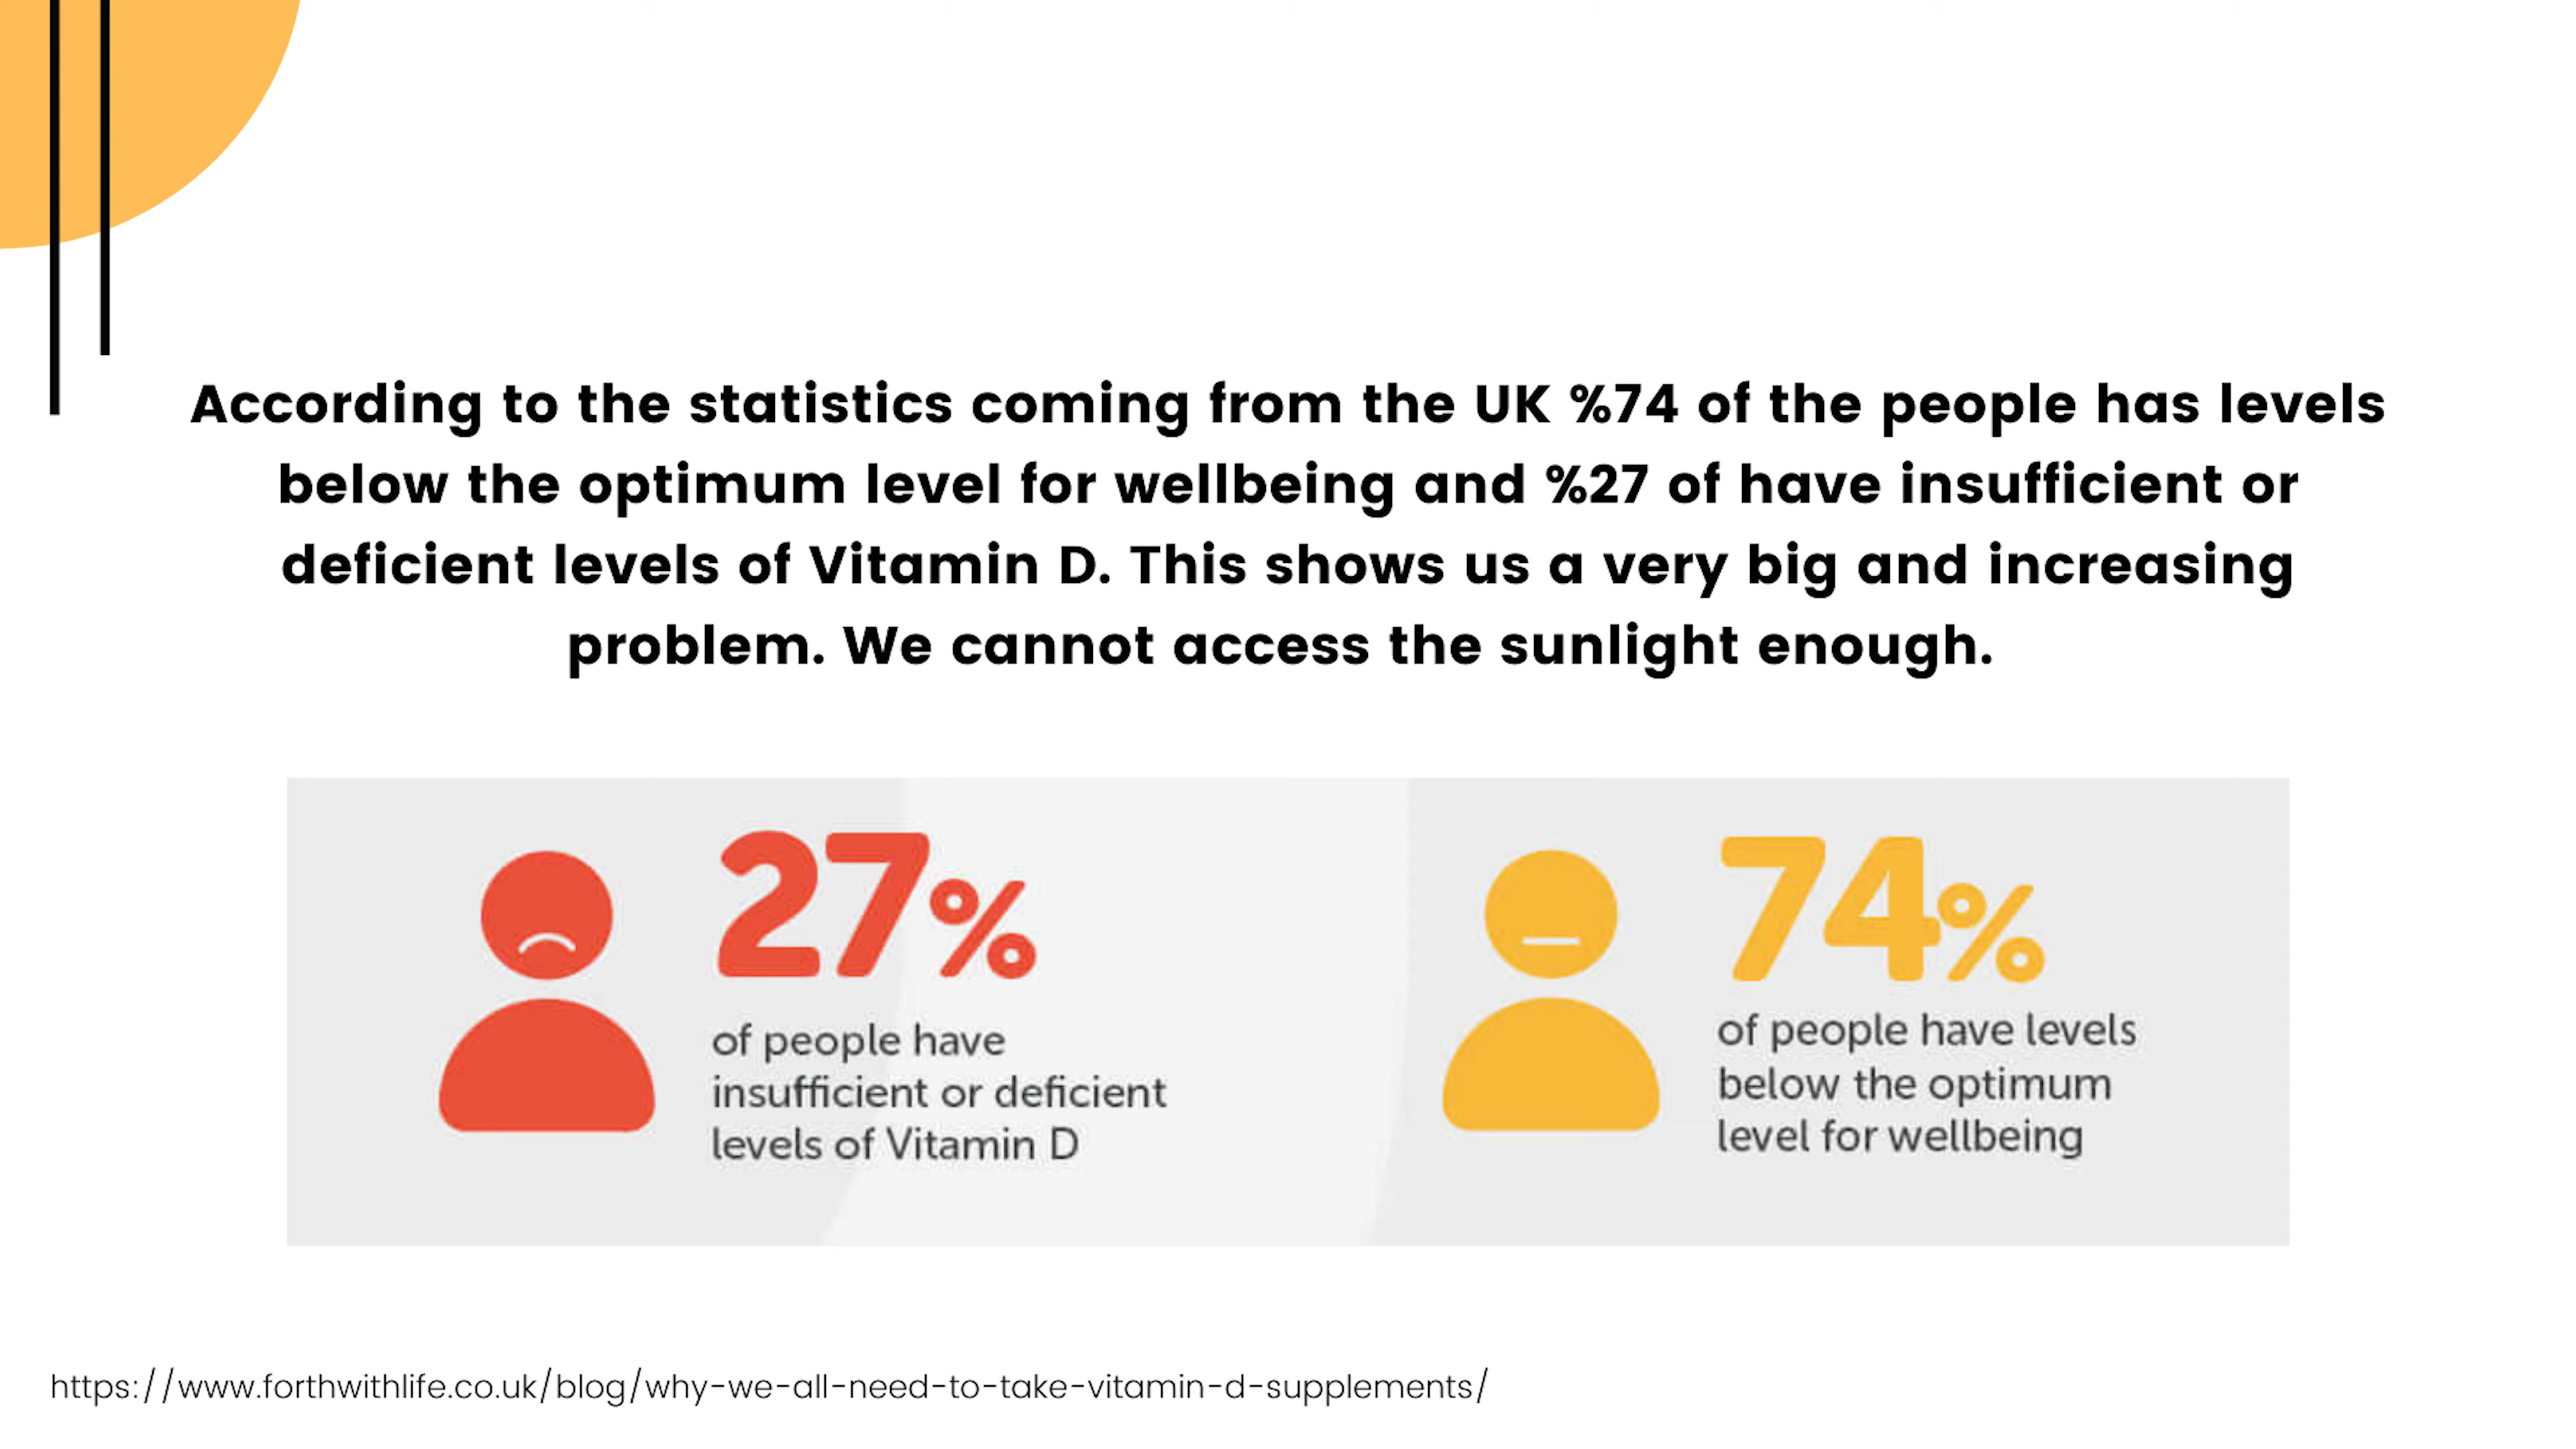 According to the statistics coming from the UK %74 of the people has levels
below the optimum level for wellbeing and %27 of have insufficient or
deficient levels of Vitamin D. This shows us a very big and increasing
problem. We cannot access the sunlight enough.
27%
of people have
insufficient or deficient
levels of Vitamin D
74%
of people have levels
below the optimum
level for wellbeing
https://www.forthwithlife.co.uk/blog/why-we-all-need-to-take-vitamin-d-supplements/